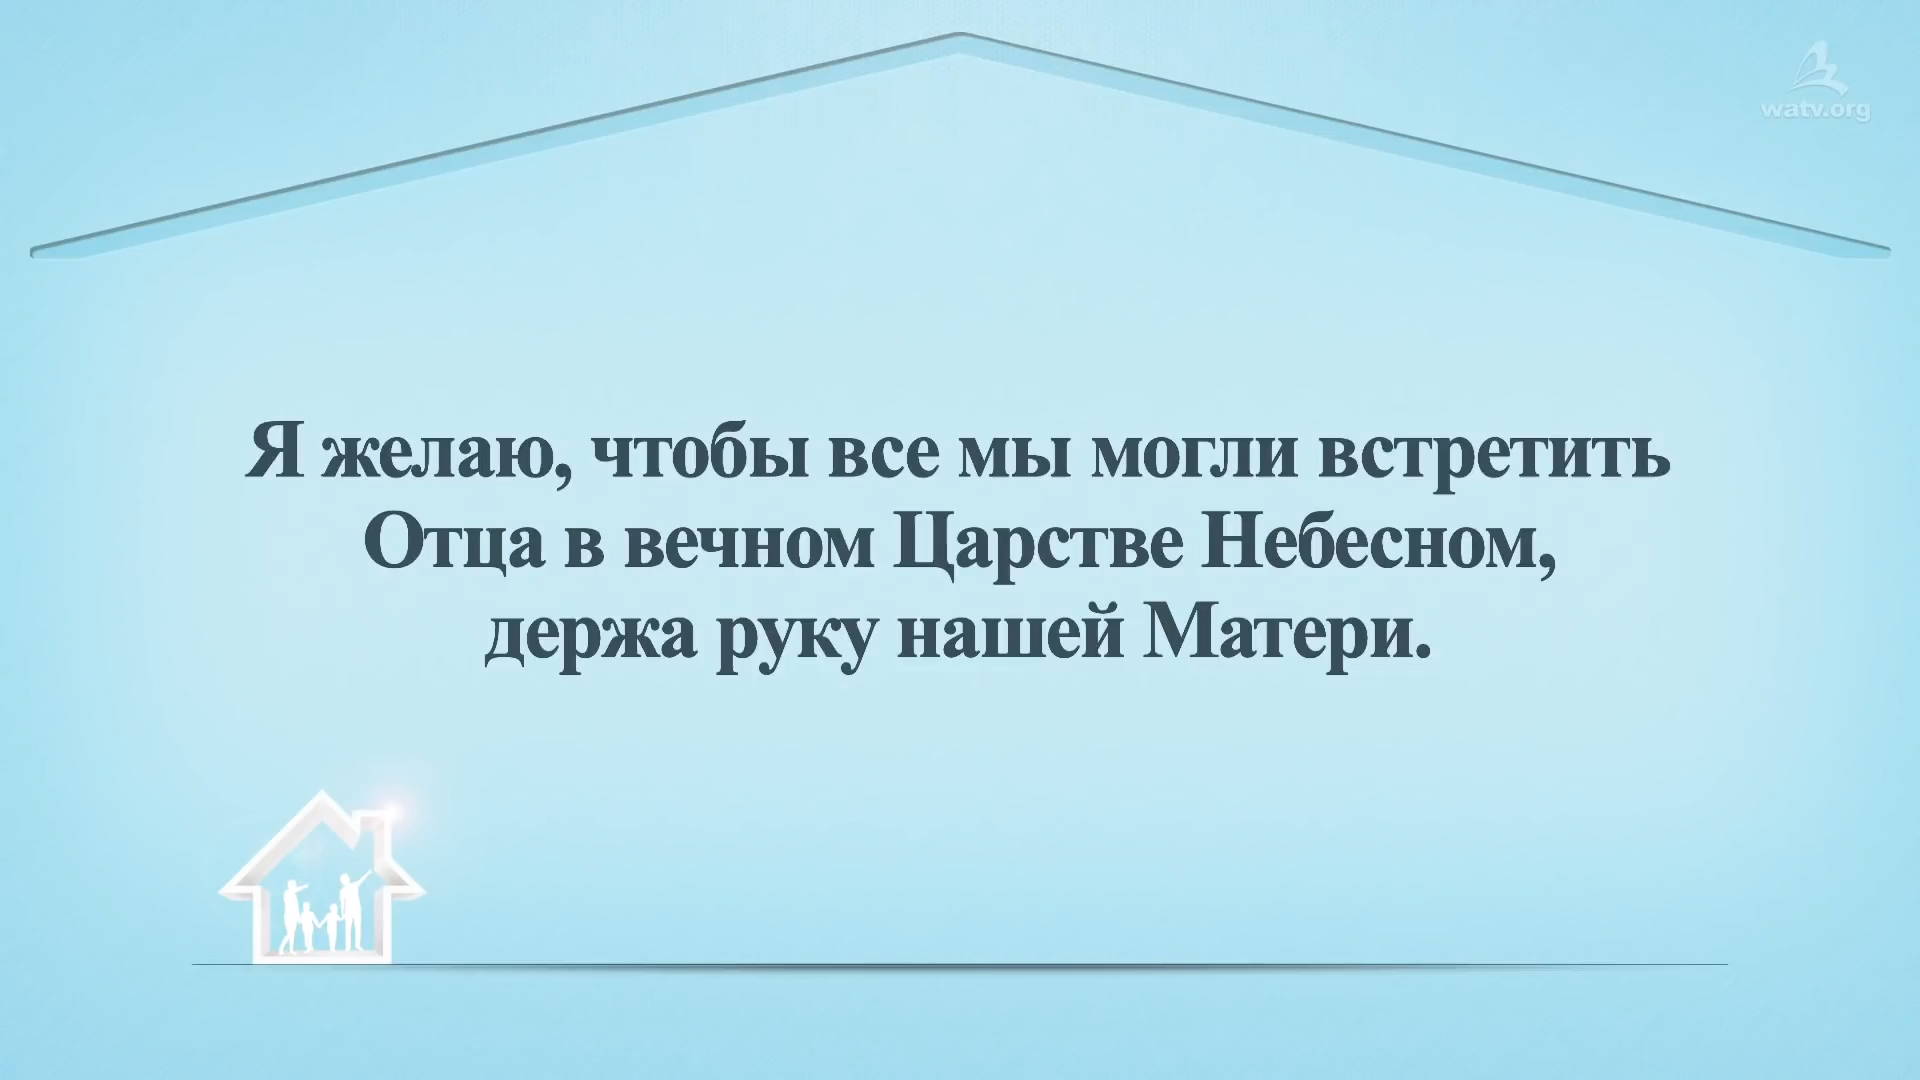 watv.org
Я желаю, чтобы все мы могли встретить
Отца в вечном Царстве Небесном,
держа руку нашей Матери.